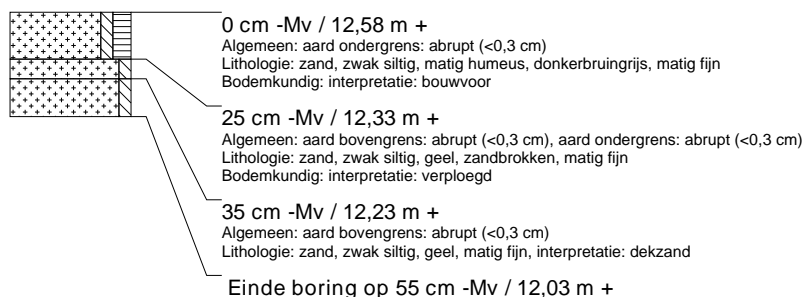 0 cm -Mv / 12,58 m +
Algemeen: aard ondergrens: abrupt (<0,3 cm)
Lithologie: zand, zwak siltig, matig humeus, donkerbruingrijs, matig fijn
Bodemkundig: interpretatie: bouwvoor
25 cm -Mv / 12,33 m +
Algemeen: aard bovengrens: abrupt (<0,3 cm), aard ondergrens: abrupt (<0,3 cm)
Lithologie: zand, zwak siltig, geel, zandbrokken, matig fijn
Bodemkundig: interpretatie: verploegd
35 cm -Mv / 12,23 m +
Algemeen: aard bovengrens: abrupt (<0,3 cm)
Lithologie: zand, zwak siltig, geel, matig fijn, interpretatie: dekzand
Einde boring op 55 cm -Mv / 12,03 m +